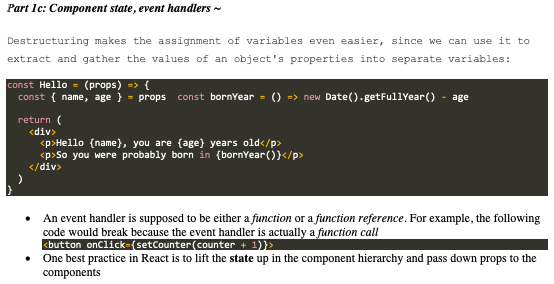 Part 1c: Component state, event handlers ~
Destructuring makes the assignment of variables even easier, since we can use it to
extract and gather the values of an object's properties into separate variables:
const Hello = (props) => {
  const { name, age } = props  const bornYear = () => new Date().getFullYear() - age
  return (
    <div>
      <p>Hello {name}, you are {age} years old</p>
      <p>So you were probably born in {bornYear()}</p>
    </div>
  )
}
• An event handler is supposed to be either a function or a function reference. For example, the following
code would break because the event handler is actually a function call
<button onClick={setCounter(counter + 1)}>
• One best practice in React is to lift the state up in the component hierarchy and pass down props to the
components